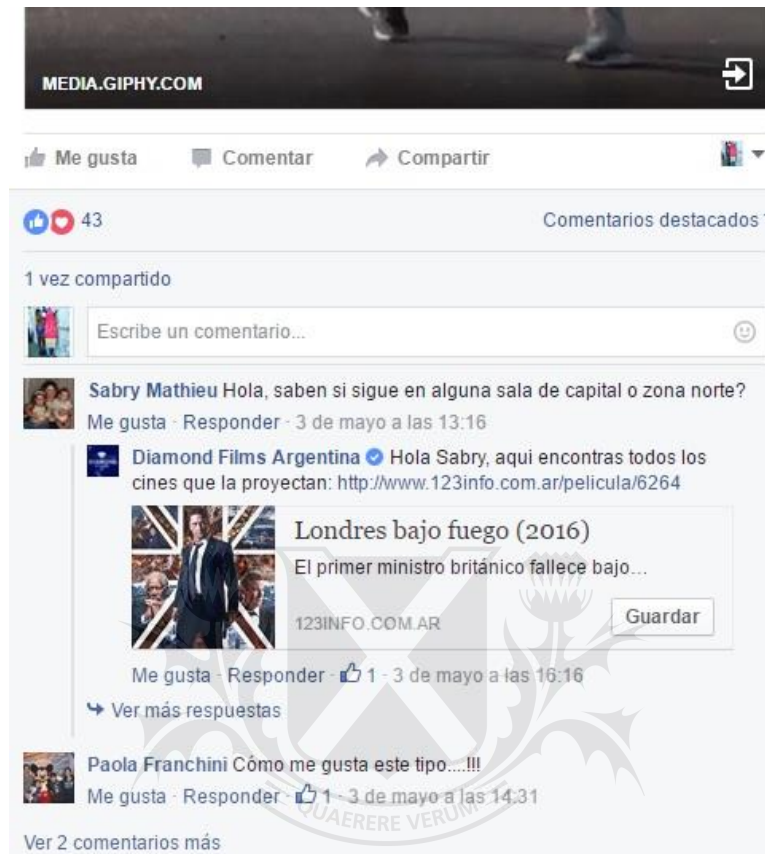 MEDIA.GIPHY.COM
Me gusta Comentar Compartir
43 Comentarios destacados
1 vez compartido
Escribe un comentario...
Sabry Mathieu Hola, saben si sigue en alguna sala de capital o zona norte?
Me gusta · Responder · 3 de mayo a las 13:16
Diamond Films Argentina Hola Sabry, aqui encontras todos los
cines que la proyectan: http://www.123info.com.ar/pelicula/6264
Londres bajo fuego (2016)
El primer ministro británico fallece bajo...
123INFO.COM.AR Guardar
Me gusta · Responder · 1 · 3 de mayo a las 16:16
Ver más respuestas
Paola Franchini Cómo me gusta este tipo....!!!
Me gusta · Responder · 1 · 3 de mayo a las 14:31
QUAERERE VERUM
Ver 2 comentarios más